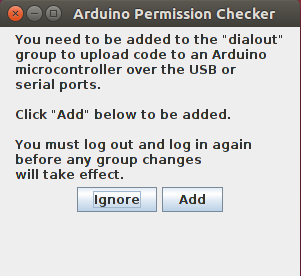 Arduino Permission Checker
You need to be added to the "dialout"
group to upload code to an Arduino
microcontroller over the USB or
serial ports.
Click "Add" below to be added.
You must log out and log in again
before any group changes
will take effect.
Ignore Add